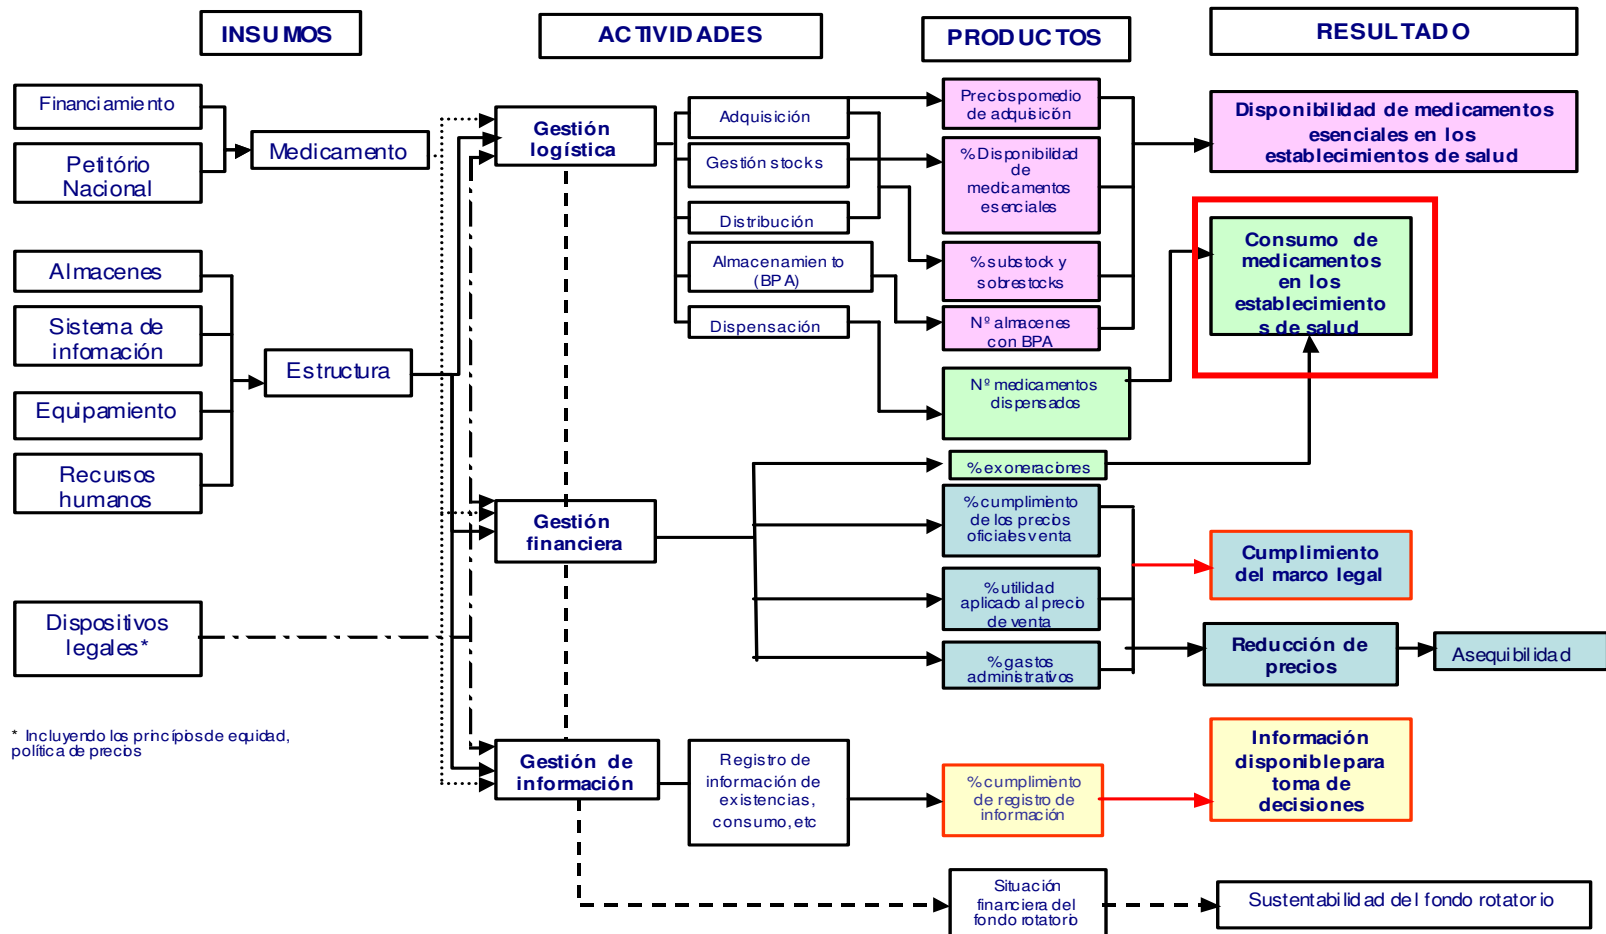 INSUMOS
ACTIVIDADES
PRODUCTOS
RESULTADO
Financiamiento
Petitório
Nacional
Medicamento
Almacenes
Sistema de
infomación
Equipamiento
Recursos
humanos
Estructura
Dispositivos
legales*
* Incluyendo los princípios de equidad,
política de precios
Gestión
logística
Gestión
financiera
Gestión de
información
Adquisición
Gestión stocks
Distribución
Almacenamiento
(BPA)
Dispensación
Registro de
información de
existencias,
consumo, etc
Precios pomedio
de adquisición
% Disponibilidad
de
medicamentos
esenciales
% substock y
sobrestocks
Nº almacenes
con BPA
Nº medicamentos
dispensados
% exoneraciones
% cumplimiento
de los precios
oficiales venta
% utilidad
aplicado al precio
de venta
% gastos
administrativos
% cumplimiento
de registro de
información
Situación
financiera del
fondo rotatorio
Disponibilidad de medicamentos
esenciales en los
establecimientos de salud
Consumo de
medicamentos
en los
establecimiento
s de salud
Cumplimiento
del marco legal
Reducción de
precios
Asequibilidad
Información
disponible para
toma de
decisiones
Sustentabilidad del fondo rotatorio